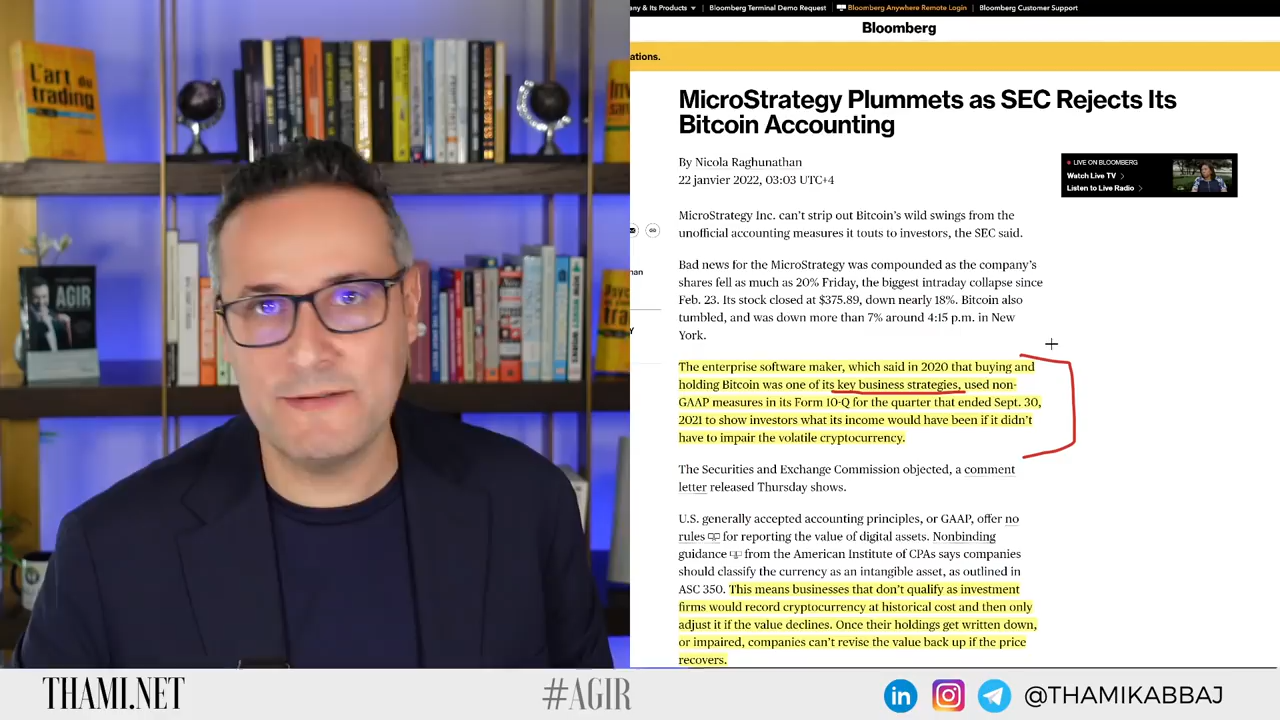 any & Its Products
Bloomberg Terminal Demo Request
Bloomberg Anywhere Remote Login
Bloomberg Customer Support
Bloomberg
ations.
MicroStrategy Plummets as SEC Rejects Its
Bitcoin Accounting
By Nicola Raghunathan
22 janvier 2022, 03:03 UTC+4
LIVE ON BLOOMBERG
Watch Live TV
Listen to Live Radio
MicroStrategy Inc. can’t strip out Bitcoin’s wild swings from the
unofficial accounting measures it touts to investors, the SEC said.
Bad news for the MicroStrategy was compounded as the company’s
shares fell as much as 20% Friday, the biggest intraday collapse since
Feb. 23. Its stock closed at $375.89, down nearly 18%. Bitcoin also
tumbled, and was down more than 7% around 4:15 p.m. in New
York.
The enterprise software maker, which said in 2020 that buying and
holding Bitcoin was one of its key business strategies, used non-
GAAP measures in its Form 10-Q for the quarter that ended Sept. 30,
2021 to show investors what its income would have been if it didn’t
have to impair the volatile cryptocurrency.
The Securities and Exchange Commission objected, a comment
letter released Thursday shows.
U.S. generally accepted accounting principles, or GAAP, offer no
rules for reporting the value of digital assets. Nonbinding
guidance from the American Institute of CPAs says companies
should classify the currency as an intangible asset, as outlined in
ASC 350. This means businesses that don’t qualify as investment
firms would record cryptocurrency at historical cost and then only
adjust it if the value declines. Once their holdings get written down,
or impaired, companies can’t revise the value back up if the price
recovers.
L'art du
trading
AGIR
THAMI.NET
#AGIR
@THAMIKABBAJ